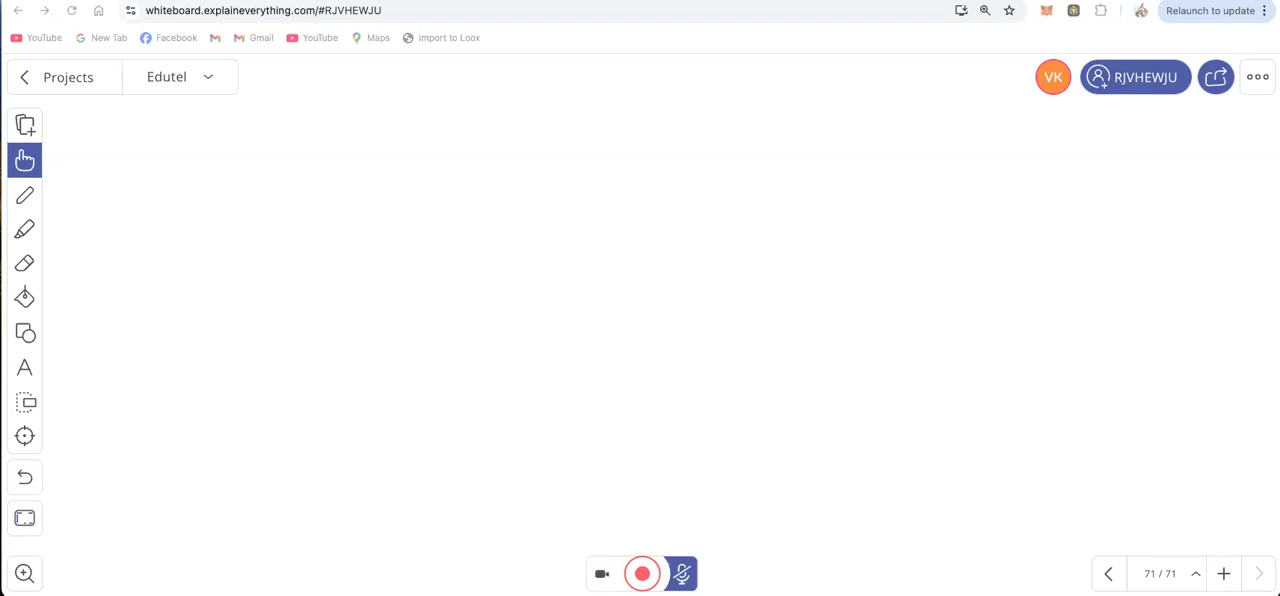 whiteboard.explaineverything.com/#RJVHEWJU
Relaunch to update
YouTube New Tab Facebook Gmail YouTube Maps Import to Loox
Projects Edutel VK RJVHEWJU
71 / 71